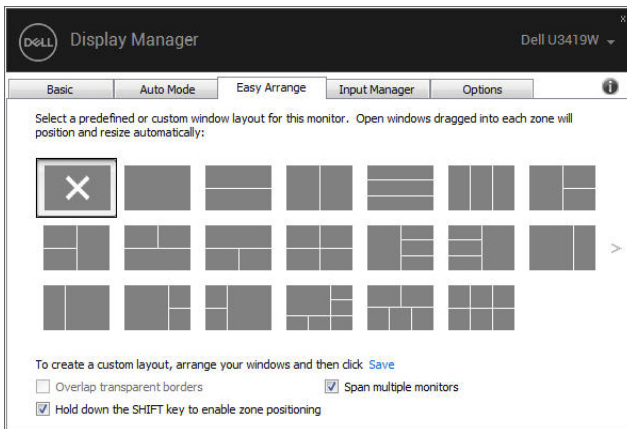 DELL Display Manager Dell U3419W
Basic Auto Mode Easy Arrange Input Manager Options
Select a predefined or custom window layout for this monitor. Open windows dragged into each zone will
position and resize automatically:
To create a custom layout, arrange your windows and then click Save
Overlap transparent borders Span multiple monitors
Hold down the SHIFT key to enable zone positioning